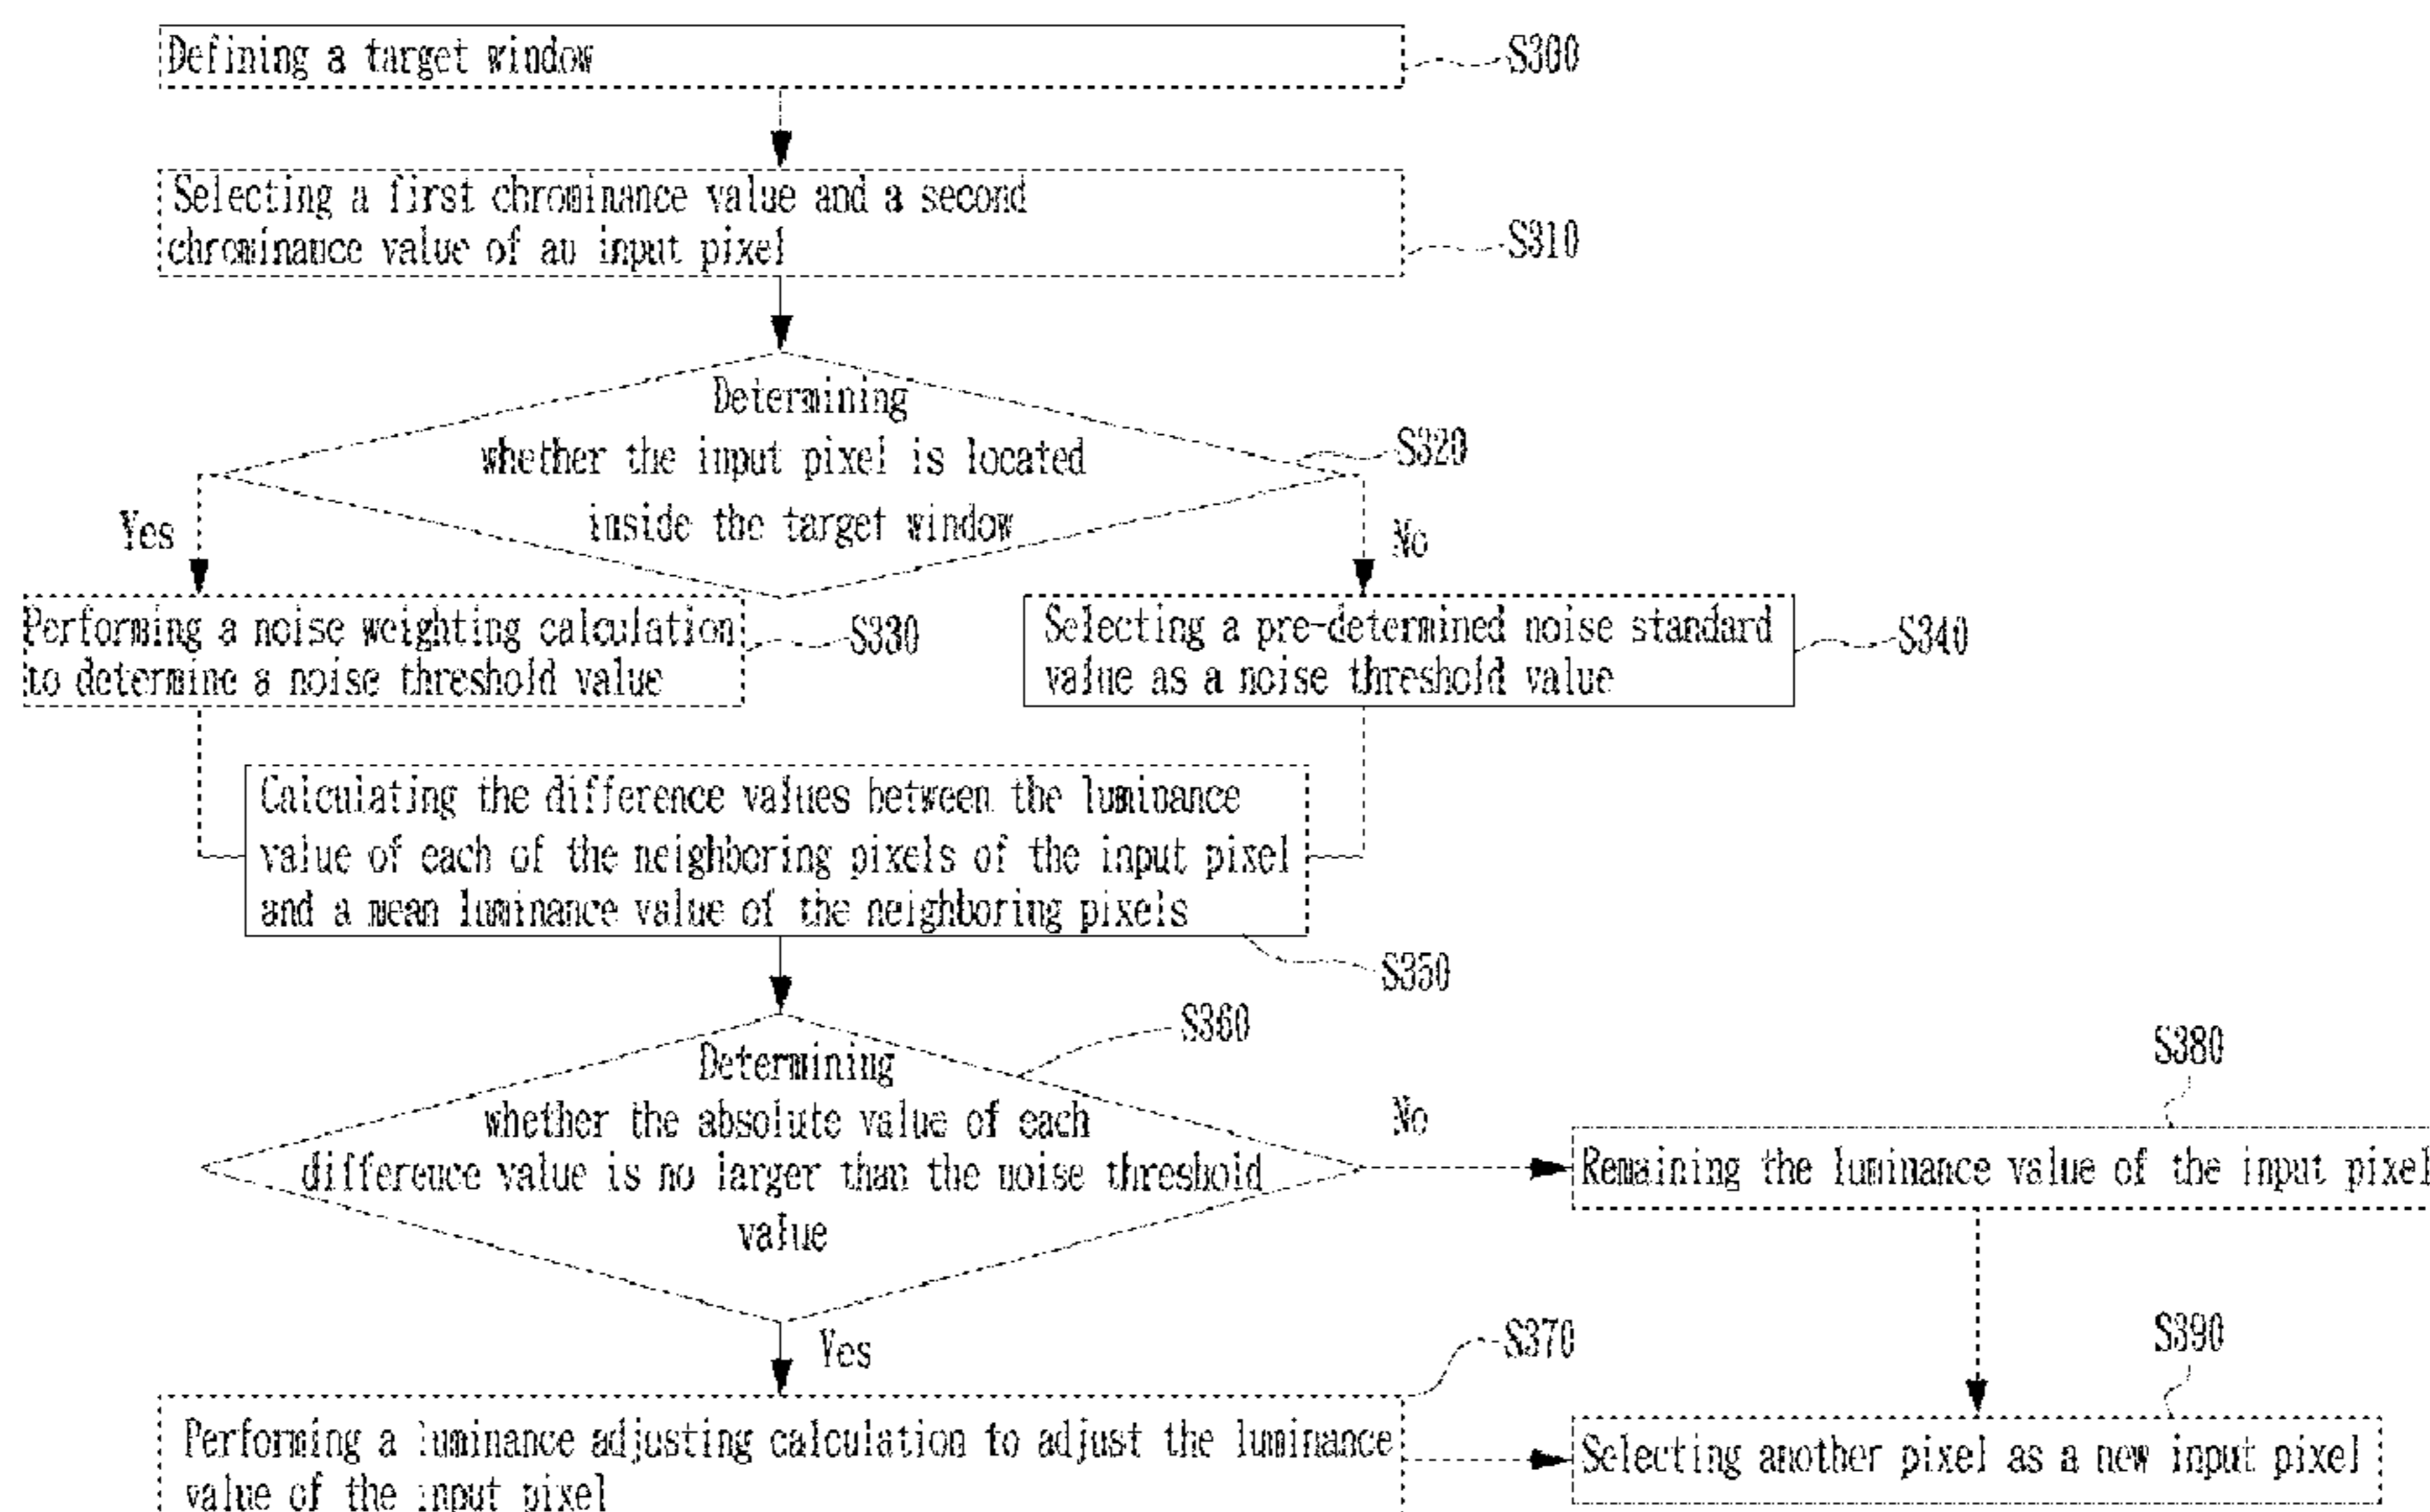 Defining a target window
S300
Selecting a first chrominance value and a second
chrominance value of an input pixel
S310
Determining
whether the input pixel is located
inside the target window
S320
Yes
No
Performing a noise weighting calculation
to determine a noise threshold value
S330
Selecting a pre-determined noise standard
value as a noise threshold value
S340
Calculating the difference values between the luminance
value of each of the neighboring pixels of the input pixel
and a mean luminance value of the neighboring pixels
S350
S360
Determining
whether the absolute value of each
difference value is no larger than the noise threshold
value
No
S380
Remaining the luminance value of the input pixel
Yes
S370
S390
Performing a luminance adjusting calculation to adjust the luminance
value of the input pixel
Selecting another pixel as a new input pixel